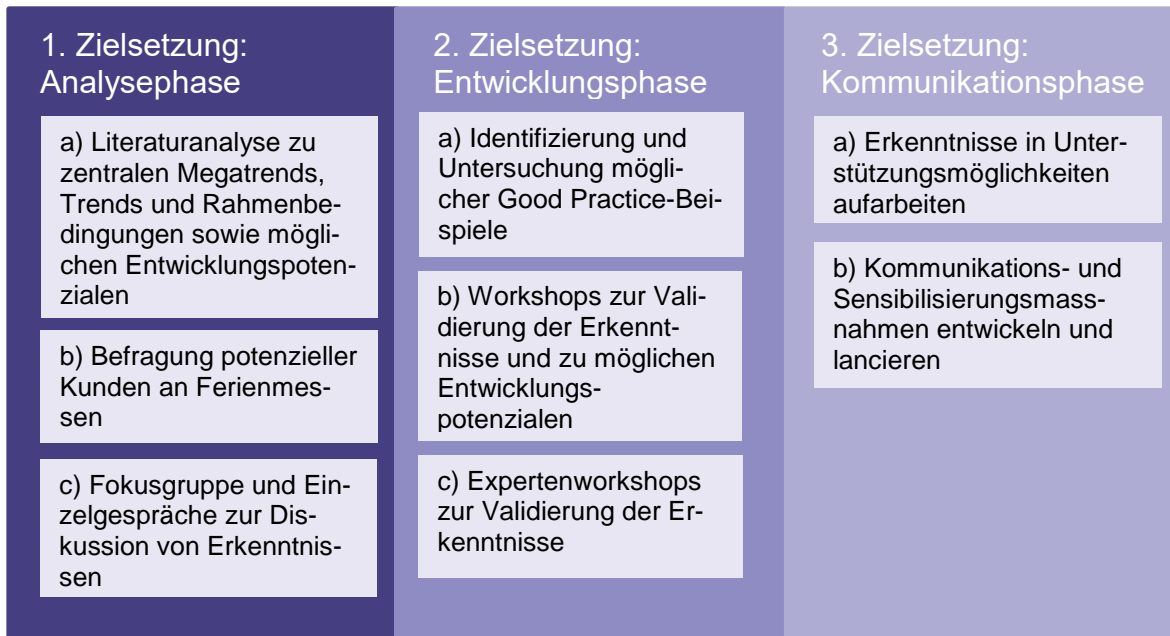 1. Zielsetzung:
Analysephase
a) Literaturanalyse zu
zentralen Megatrends,
Trends und Rahmenbe-
dingungen sowie mögli-
chen Entwicklungspoten-
zialen
b) Befragung potenzieller
Kunden an Ferienmes-
sen
c) Fokusgruppe und Ein-
zelgespräche zur Dis-
kussion von Erkenntnis-
sen
2. Zielsetzung:
Entwicklungsphase
a) Identifizierung und
Untersuchung mögli-
cher Good Practice-Bei-
spiele
b) Workshops zur Vali-
dierung der Erkennt-
nisse und zu möglichen
Entwicklungs-
potenzialen
c) Expertenworkshops
zur Validierung der Er-
kenntnisse
3. Zielsetzung:
Kommunikationsphase
a) Erkenntnisse in Unter-
stützungsmöglichkeiten
aufarbeiten
b) Kommunikations- und
Sensibilisierungsmass-
nahmen entwickeln und
lancieren